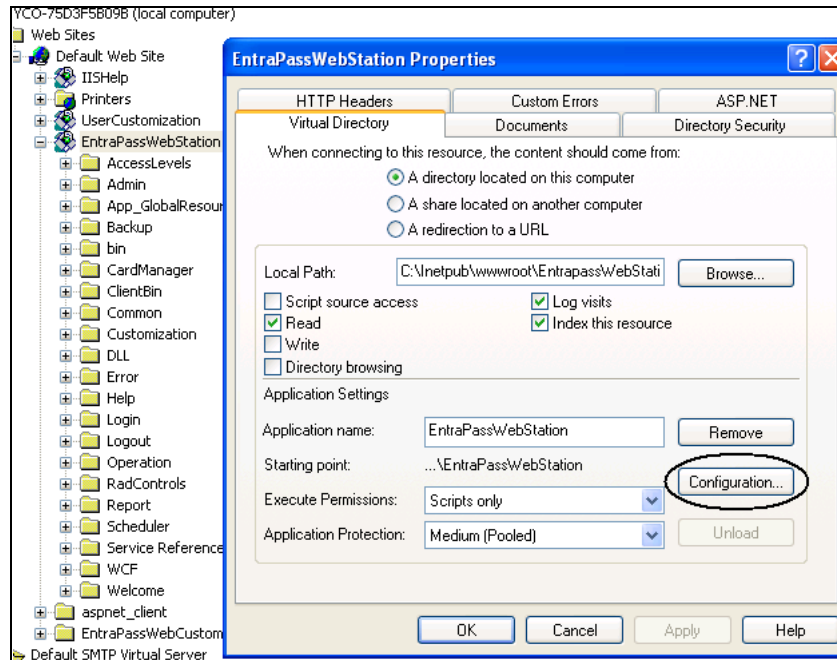 YCO-75D3F5B09B (local computer)
Web Sites
Default Web Site
IISHelp
Printers
UserCustomization
EntraPassWebStation
AccessLevels
Admin
App_GlobalResour
Backup
bin
CardManager
ClientBin
Common
Customization
DLL
Error
Help
Login
Logout
Operation
RadControls
Report
Scheduler
Service Reference
WCF
Welcome
aspnet_client
EntraPassWebCustom
Default SMTP Virtual Server
EntraPassWebStation Properties
HTTP Headers Custom Errors ASP.NET
Virtual Directory Documents Directory Security
When connecting to this resource, the content should come from:
A directory located on this computer
A share located on another computer
A redirection to a URL
Local Path: C:\Inetpub\wwwroot\EntrapassWebStati Browse...
Script source access Log visits
Read Index this resource
Write
Directory browsing
Application Settings
Application name: EntraPassWebStation Remove
Starting point: ...\EntraPassWebStation
Configuration...
Execute Permissions: Scripts only
Application Protection: Medium (Pooled) Unload
OK Cancel Apply Help